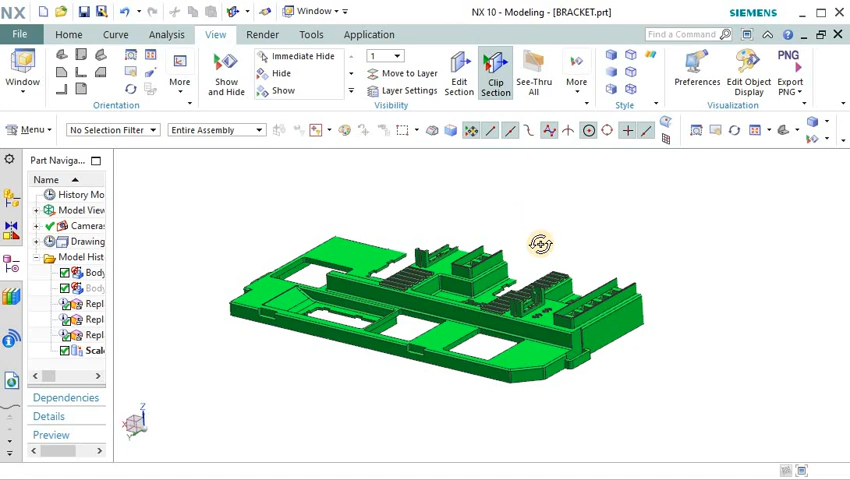 NX
Window
NX 10 - Modeling - [BRACKET.prt]
SIEMENS
File
Home
Curve
Analysis
View
Render
Tools
Application
Find a Command
Window
More
Orientation
Show and Hide
Immediate Hide
Hide
Show
1
Move to Layer
Layer Settings
Visibility
Edit Section
Clip Section
See-Thru All
More
Style
Preferences
Edit Object Display
PNG
Export PNG
Visualization
Menu
No Selection Filter
Entire Assembly
Part Naviga...
Name
History Mo
Model View
Cameras
Drawing
Model Hist
Body
Body
Repl
Repl
Repl
Scale
Dependencies
Details
Preview
Z
X
Y